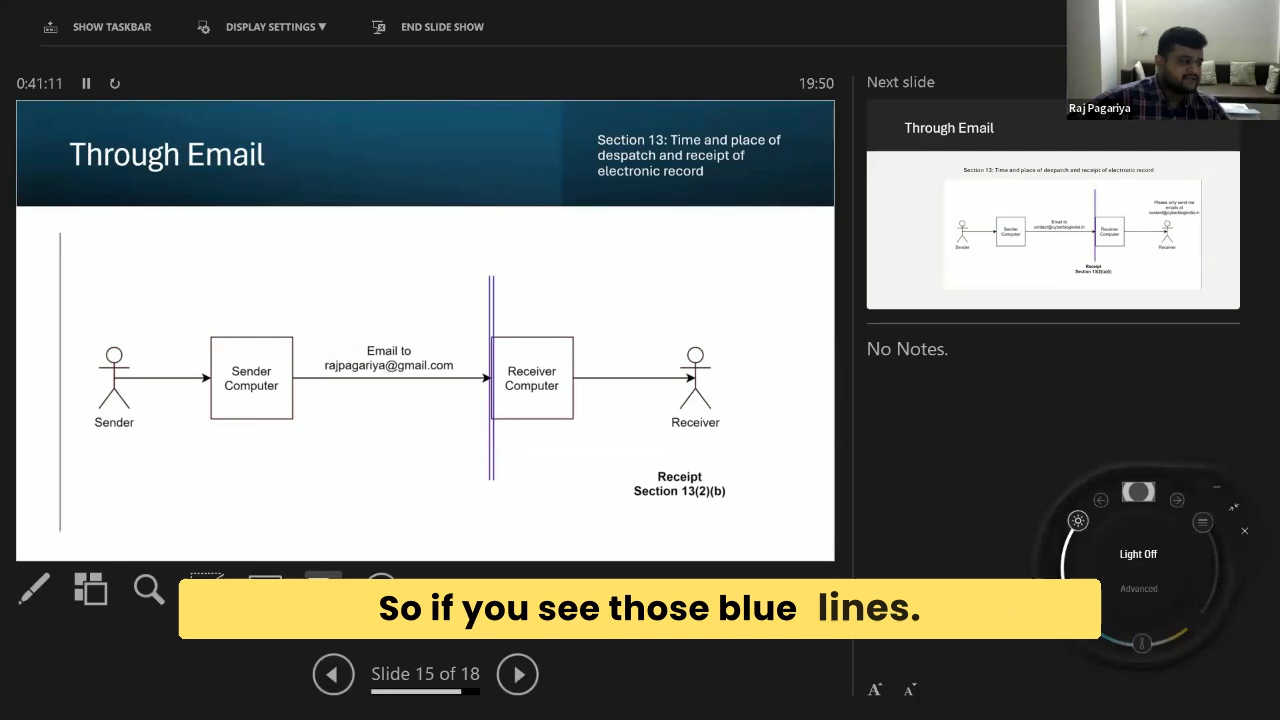 SHOW TASKBAR
DISPLAY SETTINGS ▼
END SLIDE SHOW
0:41:11
19:50
Next slide
Raj Pagariya
Through Email
Section 13: Time and place of
despatch and receipt of
electronic record
Email to
rajpagariya@gmail.com
Sender
Computer
Receiver
Computer
Sender
Receiver
Receipt
Section 13(2)(b)
Through Email
Section 13: Time and place of despatch and receipt of electronic record
Please only send me
emails at
contact@cyberblogindia.in
Email to
contact@cyberblogindia.in
Sender
Computer
Receiver
Computer
Sender
Receiver
Receipt
Section 13(2)(a)(i)
No Notes.
Light Off
Advanced
So if you see those blue lines.
Slide 15 of 18
A
A